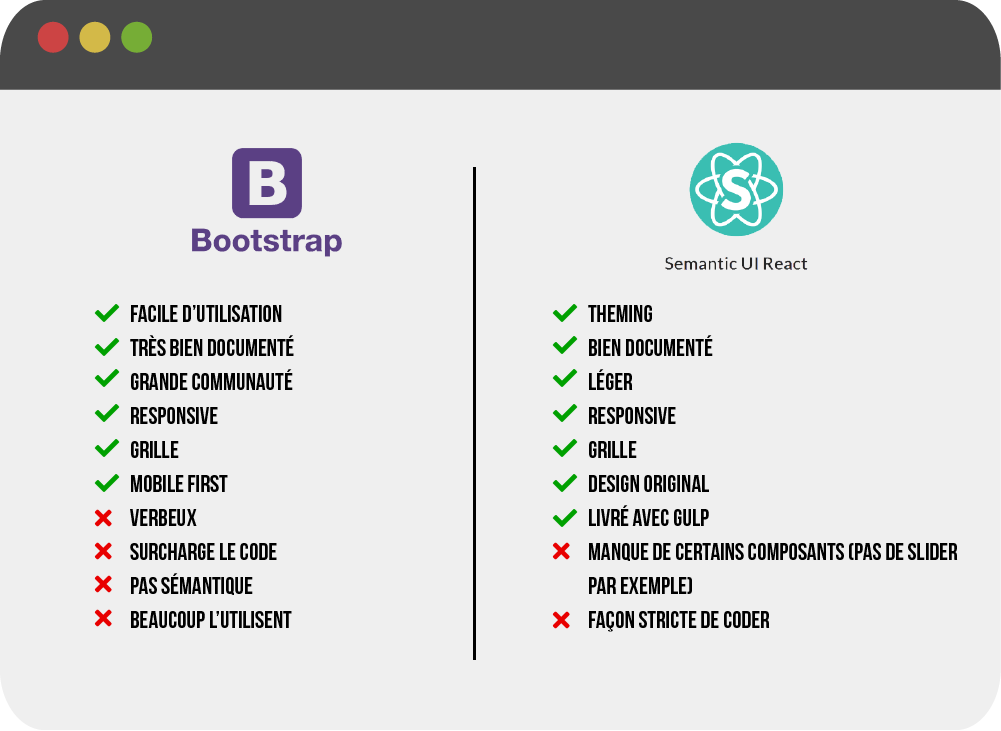 B
Bootstrap
FACILE D'UTILISATION
TRÈS BIEN DOCUMENTÉ
GRANDE COMMUNAUTÉ
RESPONSIVE
GRILLE
MOBILE FIRST
VERBEUX
SURCHARGE LE CODE
PAS SÉMANTIQUE
BEAUCOUP L'UTILISENT
S
Semantic UI React
THEMING
BIEN DOCUMENTÉ
LÉGER
RESPONSIVE
GRILLE
DESIGN ORIGINAL
LIVRÉ AVEC GULP
MANQUE DE CERTAINS COMPOSANTS (PAS DE SLIDER
PAR EXEMPLE)
FAÇON STRICTE DE CODER